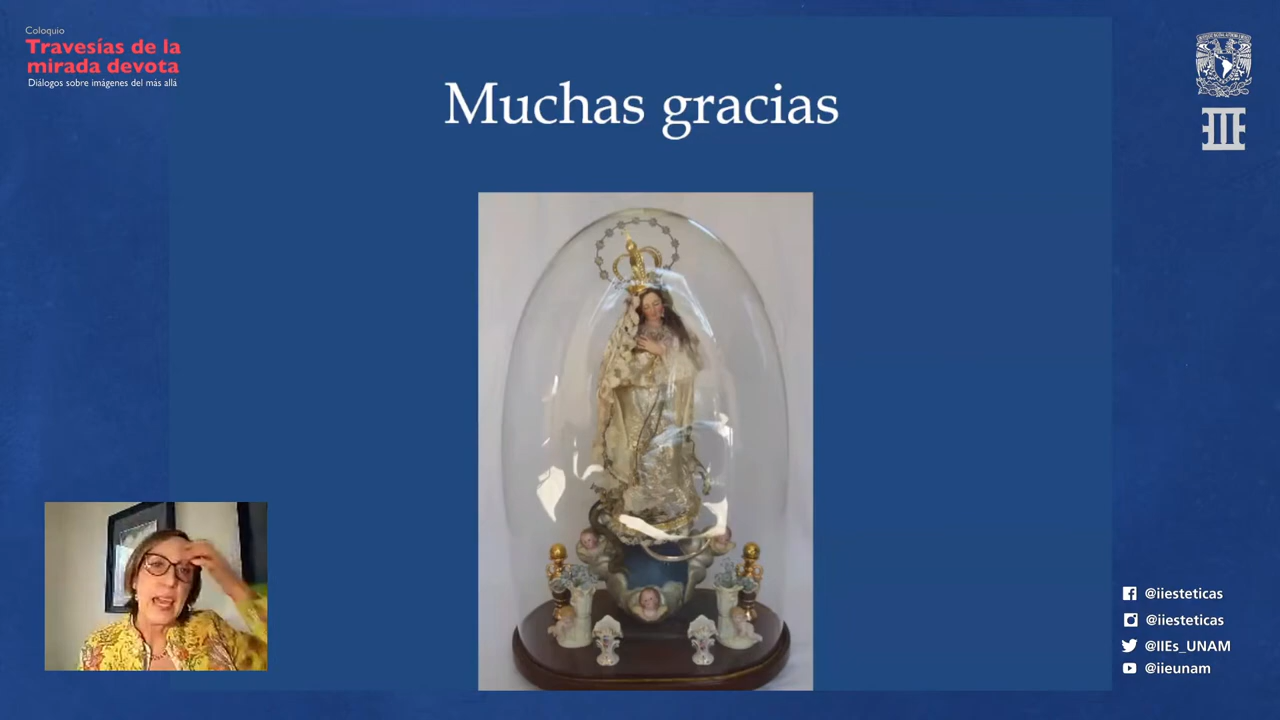 Coloquio
Travesías de la
mirada devota
Diálogos sobre imágenes del más allá
Muchas gracias
@iiesteticas
@iiesteticas
@IIEs_UNAM
@iieunam